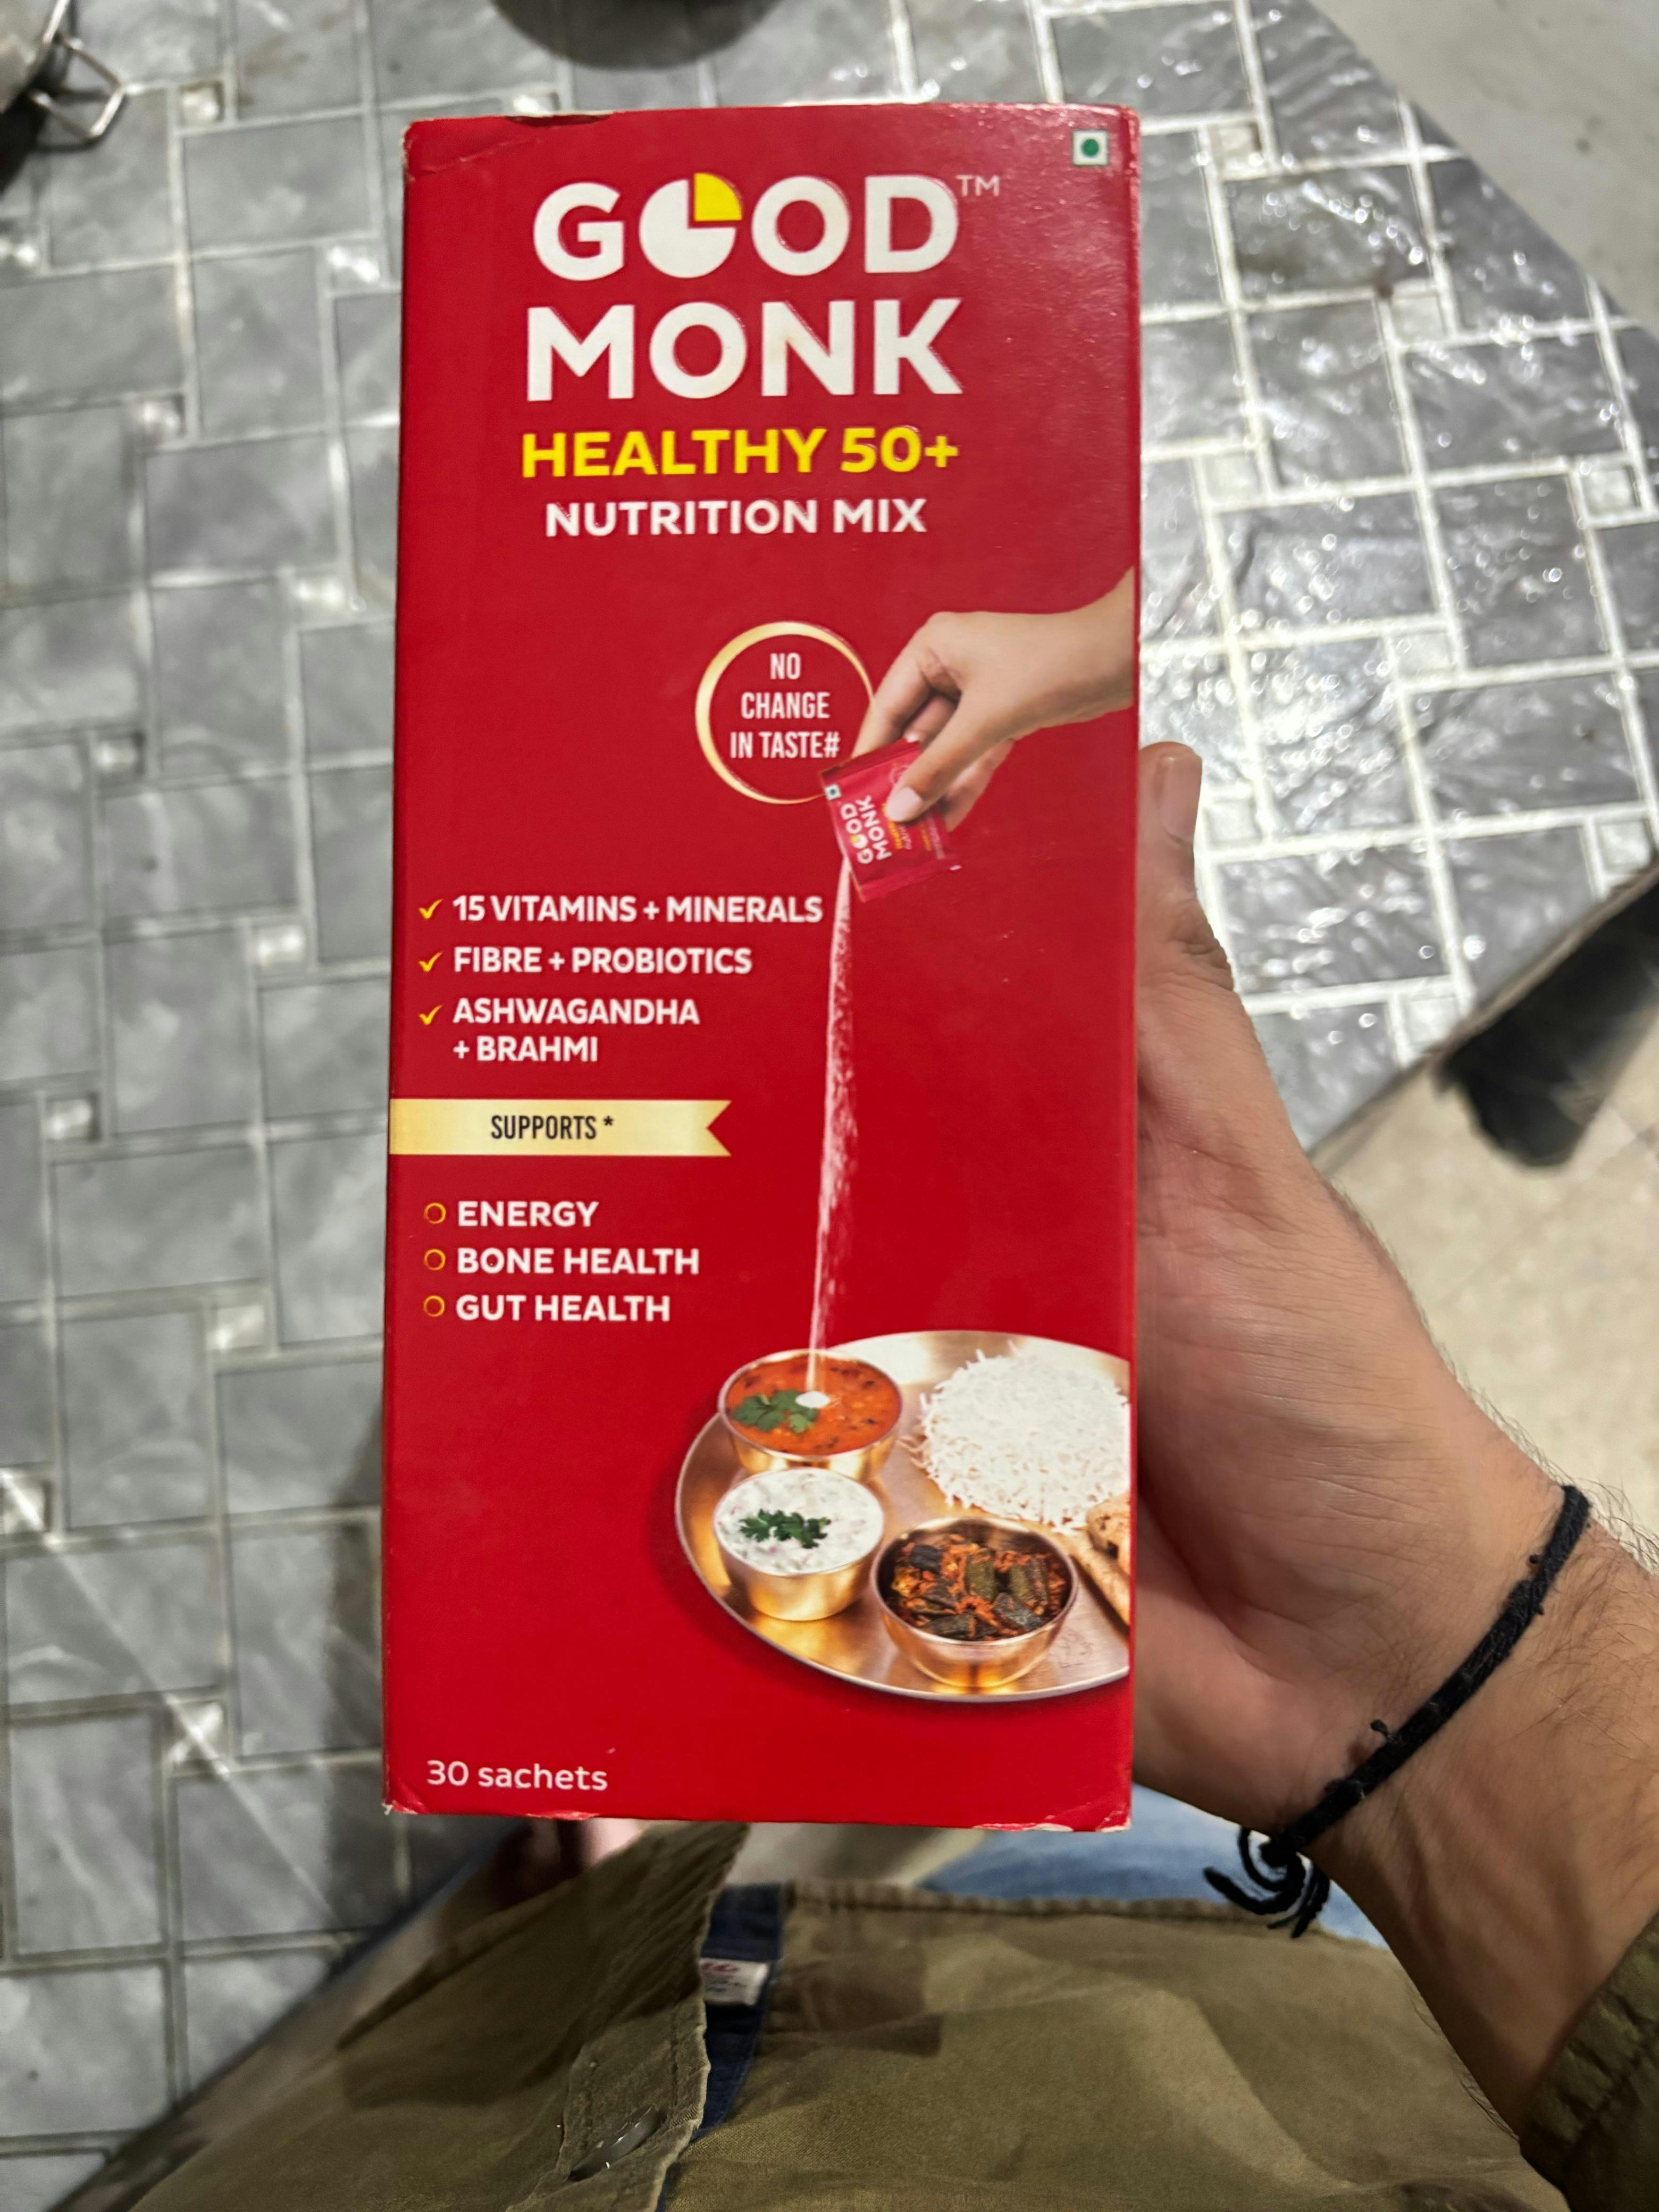 GOOD™
MONK
HEALTHY 50+
NUTRITION MIX
NO
CHANGE
IN TASTE#
GOOD
MONK
✓ 15 VITAMINS + MINERALS
✓ FIBRE + PROBIOTICS
✓ ASHWAGANDHA
+ BRAHMI
SUPPORTS *
ENERGY
BONE HEALTH
GUT HEALTH
30 sachets